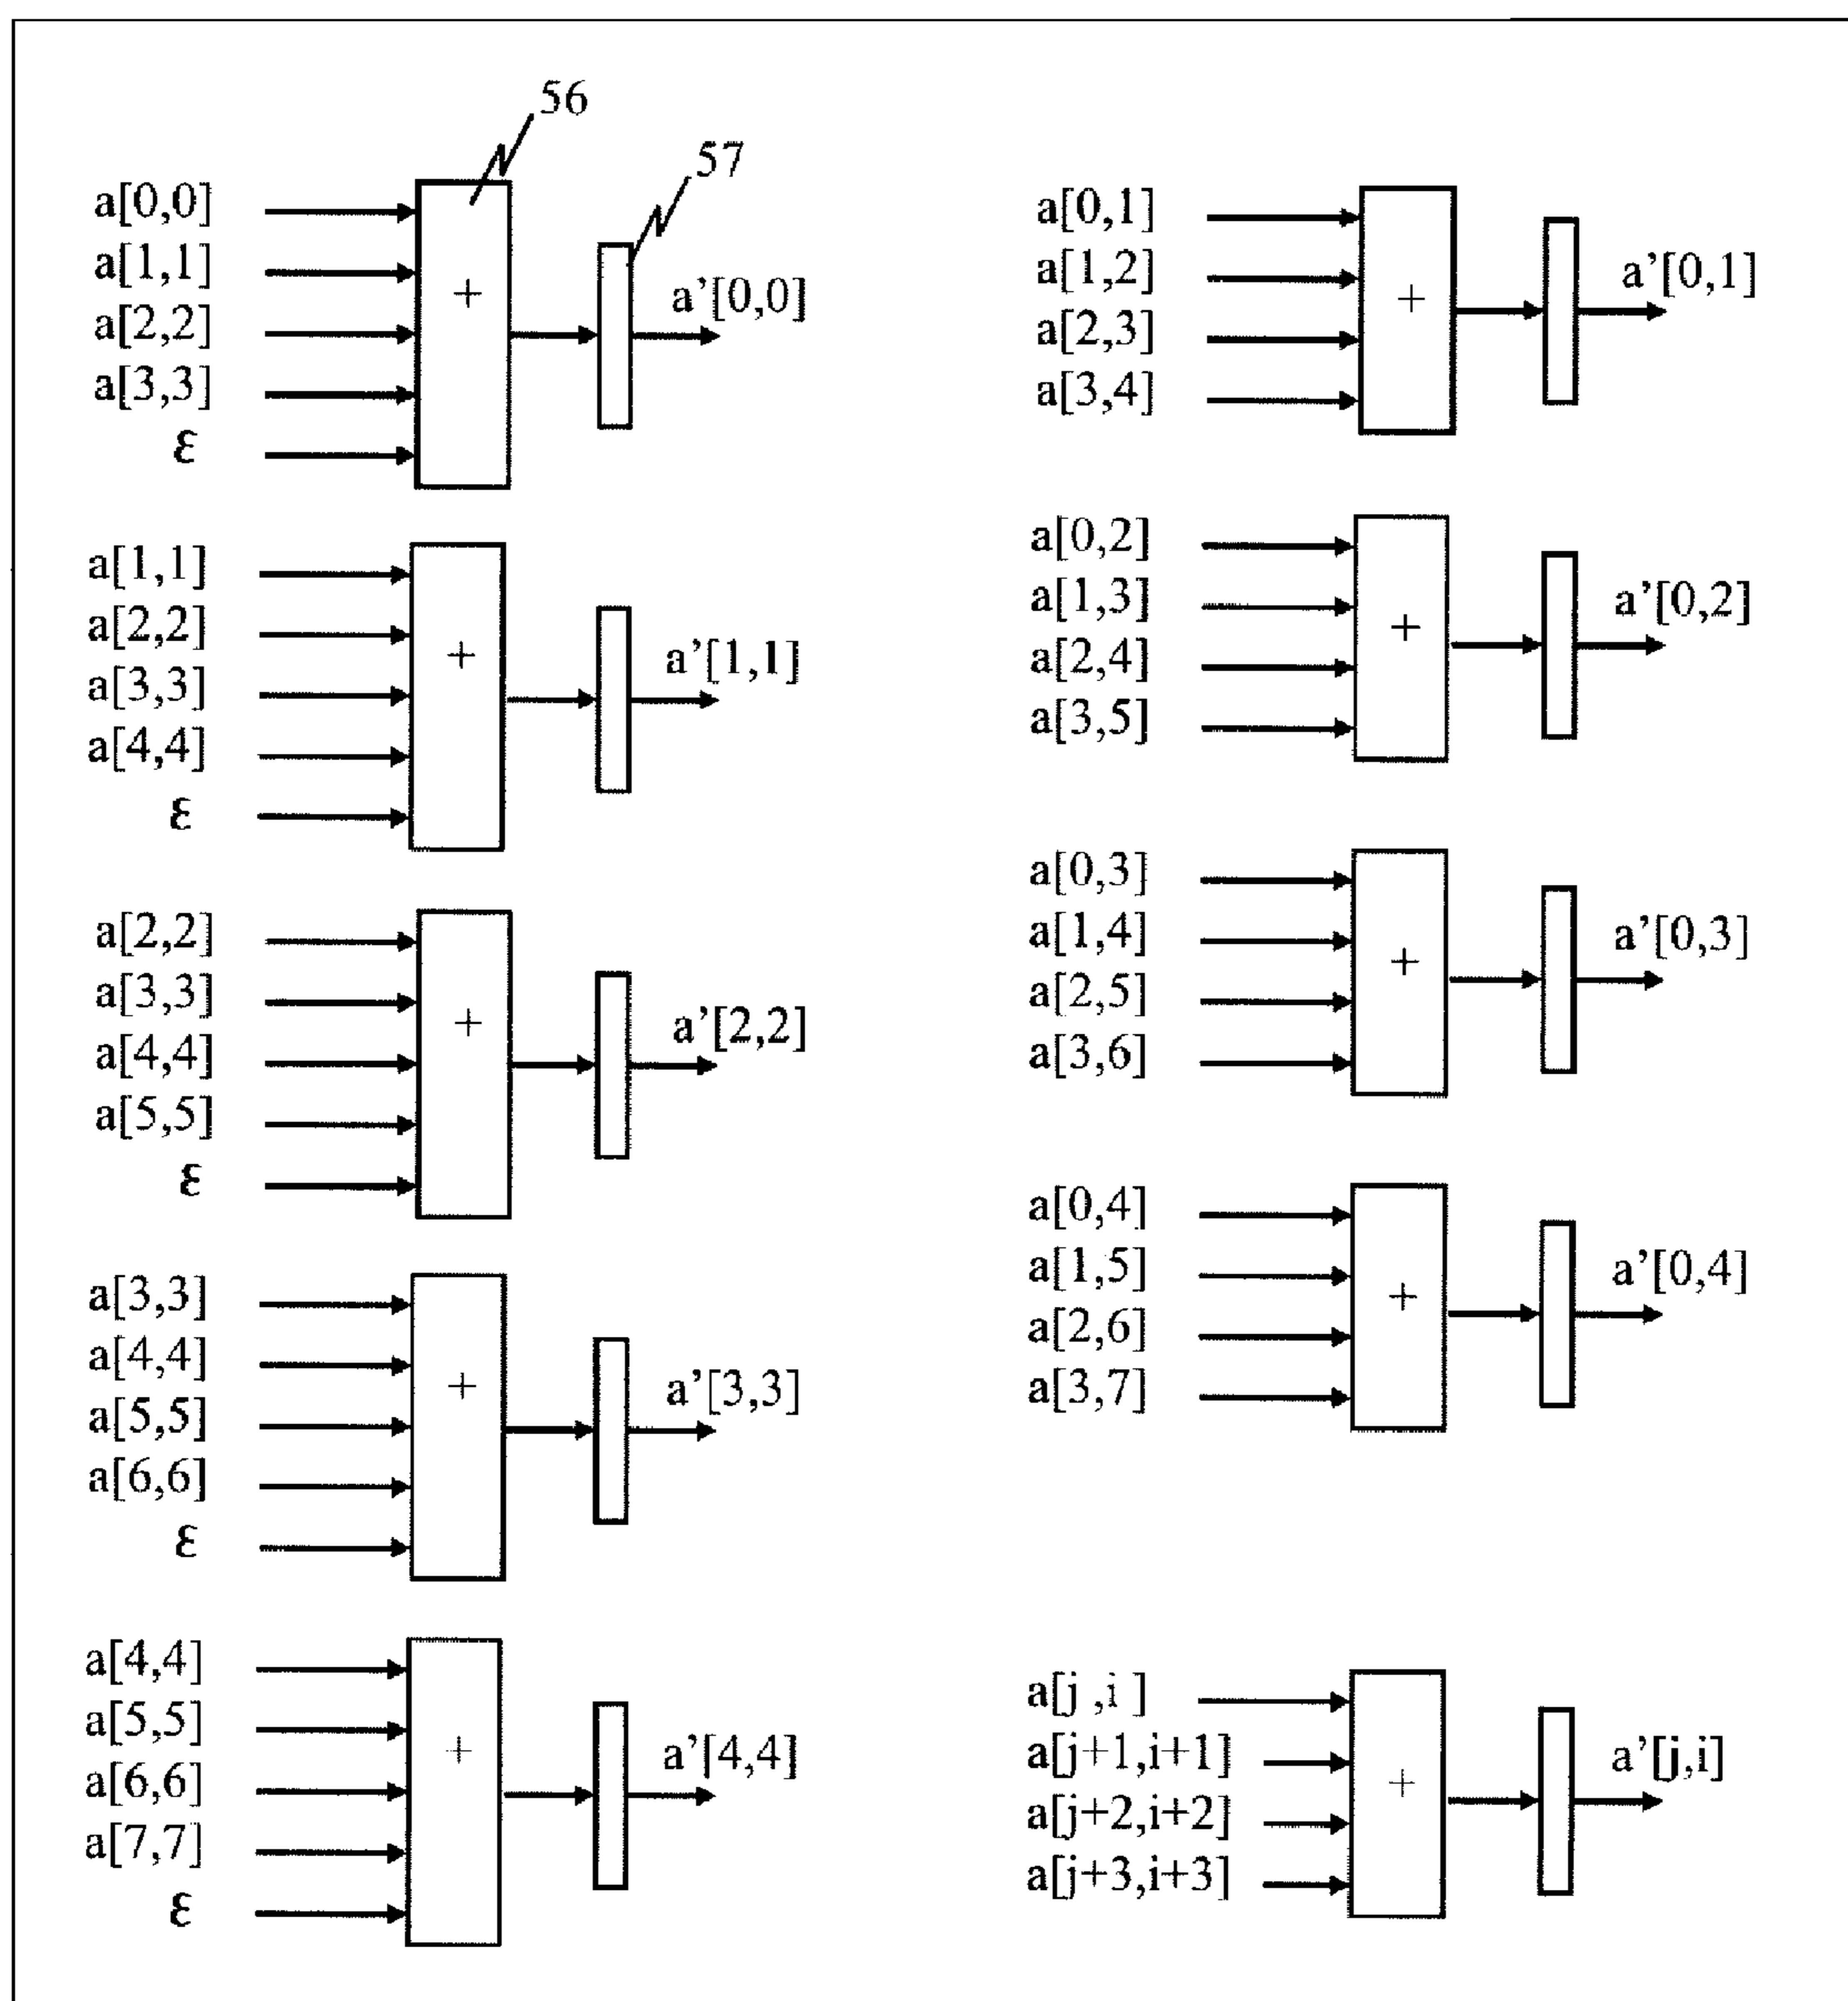 56
57
a[0,0]
a[1,1]
a[2,2]
a[3,3]
ε
+
a’[0,0]
a[1,1]
a[2,2]
a[3,3]
a[4,4]
ε
+
a’[1,1]
a[2,2]
a[3,3]
a[4,4]
a[5,5]
ε
+
a’[2,2]
a[3,3]
a[4,4]
a[5,5]
a[6,6]
ε
+
a’[3,3]
a[4,4]
a[5,5]
a[6,6]
a[7,7]
ε
+
a’[4,4]
a[0,1]
a[1,2]
a[2,3]
a[3,4]
+
a’[0,1]
a[0,2]
a[1,3]
a[2,4]
a[3,5]
+
a’[0,2]
a[0,3]
a[1,4]
a[2,5]
a[3,6]
+
a’[0,3]
a[0,4]
a[1,5]
a[2,6]
a[3,7]
+
a’[0,4]
a[j ,i ]
a[j+1,i+1]
a[j+2,i+2]
a[j+3,i+3]
+
a’[j,i]